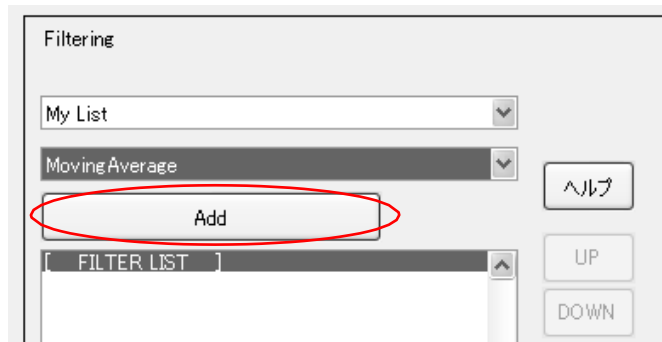 Filtering
My List
MovingAverage
ヘルプ
Add
[ FILTER LIST ]
UP
DOWN